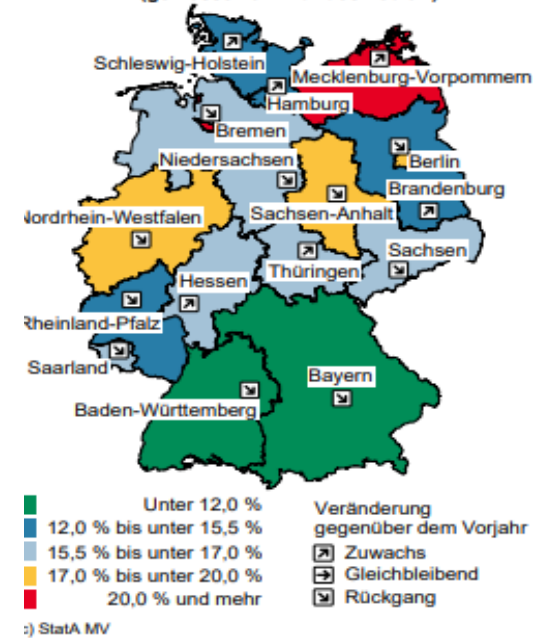 Schleswig-Holstein
Mecklenburg-Vorpommern
Hamburg
Bremen
Niedersachsen
Berlin
Brandenburg
Nordrhein-Westfalen
Sachsen-Anhalt
Sachsen
Thüringen
Hessen
Rheinland-Pfalz
Saarland
Bayern
Baden-Württemberg
Unter 12,0 %
12,0 % bis unter 15,5 %
15,5 % bis unter 17,0 %
17,0 % bis unter 20,0 %
20,0 % und mehr
Veränderung
gegenüber dem Vorjahr
Zuwachs
Gleichbleibend
Rückgang
c) StatA MV